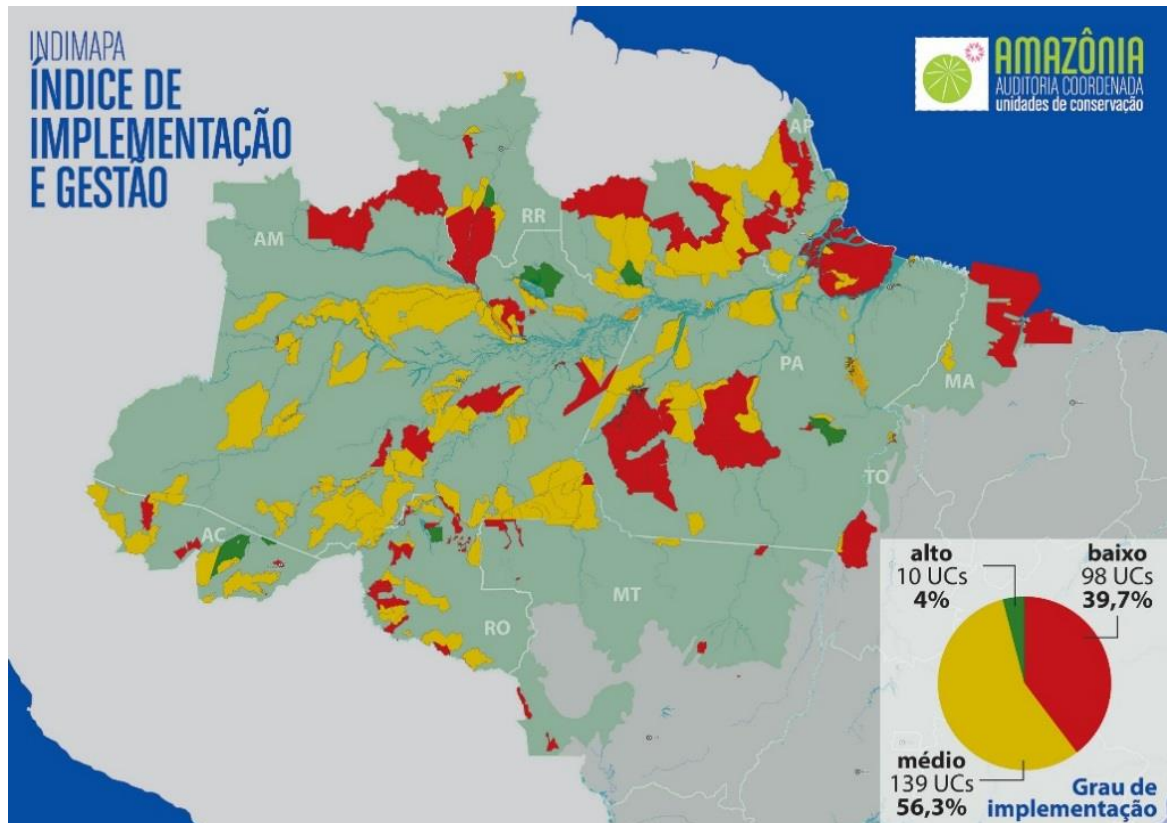 INDIMAPA
ÍNDICE DE
IMPLEMENTAÇÃO
E GESTÃO
AMAZÔNIA
AUDITORIA COORDENADA
unidades de conservação
AP
RR
AM
PA
MA
TO
AC
MT
RO
alto
10 UCs
4%
baixo
98 UCs
39,7%
médio
139 UCs
56,3%
Grau de
implementação